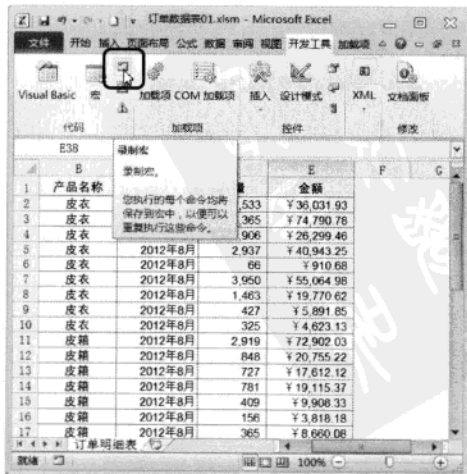 订单数据表01.xlsm - Microsoft Excel
文件 开始 插入 页面布局 公式 数据 审阅 视图 开发工具 加载项
Visual Basic 宏 加载项 COM 加载项 插入 设计模式 XML 文档面板
代码 加载项 控件 修改
E38
录制宏
录制宏。
您执行的每个命令均将
保存到宏中，以便可以
重复执行这些命令。
B E F G
1 产品名称 金额
2 皮衣 ,533 ￥36,031.93
3 皮衣 365 ￥74,790.78
4 皮衣 906 ￥26,299.46
5 皮衣 2012年8月 2,937 ￥40,943.25
6 皮衣 2012年8月 66 ￥910.68
7 皮衣 2012年8月 3,950 ￥55,064.98
8 皮衣 2012年8月 1,463 ￥19,770.62
9 皮衣 2012年8月 427 ￥5,891.85
10 皮衣 2012年8月 325 ￥4,623.13
11 皮箱 2012年8月 2,919 ￥72,902.03
12 皮箱 2012年8月 848 ￥20,755.22
13 皮箱 2012年8月 727 ￥17,612.12
14 皮箱 2012年8月 781 ￥19,115.37
15 皮箱 2012年8月 409 ￥9,908.33
16 皮箱 2012年8月 156 ￥3,818.18
17 皮箱 2012年8月 365 ￥8,660.08
订单明细表
就绪 100%